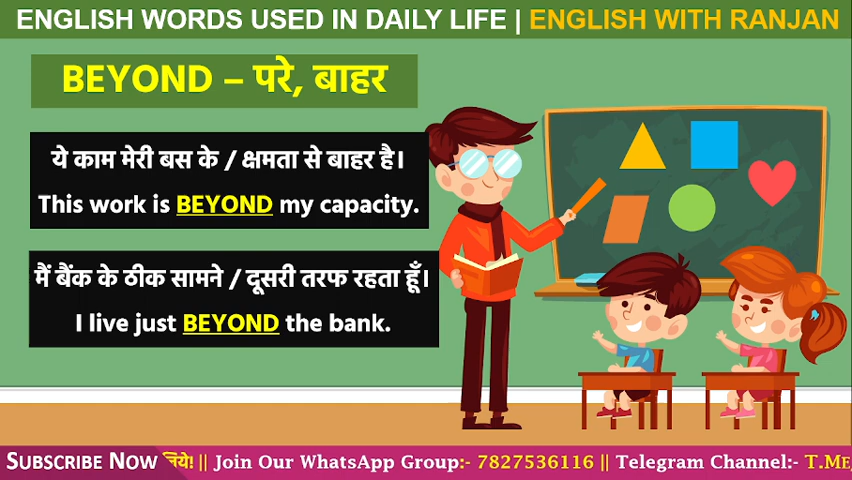 ENGLISH WORDS USED IN DAILY LIFE | ENGLISH WITH RANJAN
BEYOND – परे, बाहर
ये काम मेरी बस के / क्षमता से बाहर है।
This work is BEYOND my capacity.
मैं बैंक के ठीक सामने / दूसरी तरफ रहता हूँ।
I live just BEYOND the bank.
SUBSCRIBE NOW जिये! || Join Our WhatsApp Group:- 7827536116 || Telegram Channel:- T.ME